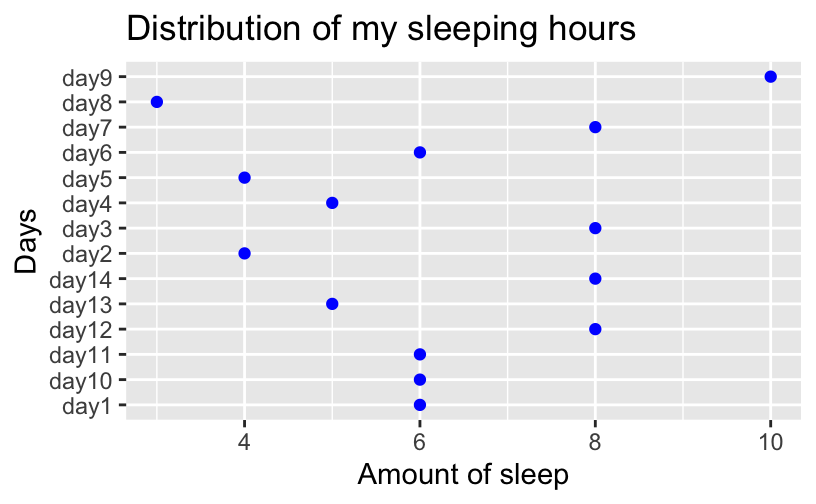 Distribution of my sleeping hours
day9
day8
day7
day6
day5
day4
day3
day2
day14
day13
day12
day11
day10
day1
Days
4 6 8 10
Amount of sleep